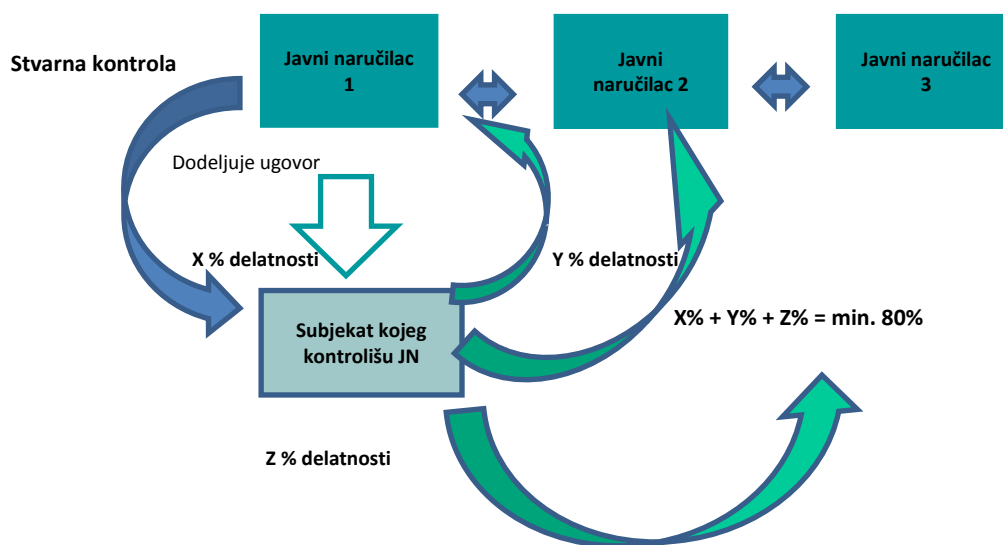 Stvarna kontrola
Javni naručilac
1
Javni
naručilac 2
Javni naručilac
3
Dodeljuje ugovor
X % delatnosti
Y % delatnosti
Subjekat kojeg
kontrolišu JN
X% + Y% + Z% = min. 80%
Z % delatnosti